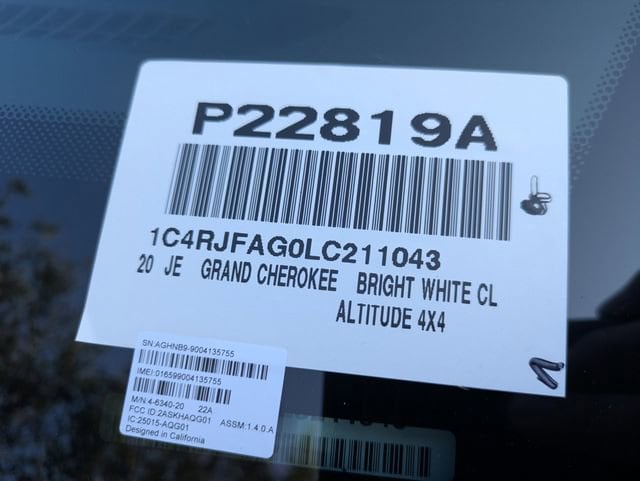 P22819A
1C4RJFAG0LC211043
20 JE GRAND CHEROKEE BRIGHT WHITE CL
ALTITUDE 4X4
SN:AGHNB9-9004135755
IMEI:016599004135755
M/N:4-6340-20 22A
FCC ID:2ASKHAQG01 ASSM:1.4.0.A
IC:25015-AQG01
Designed in California